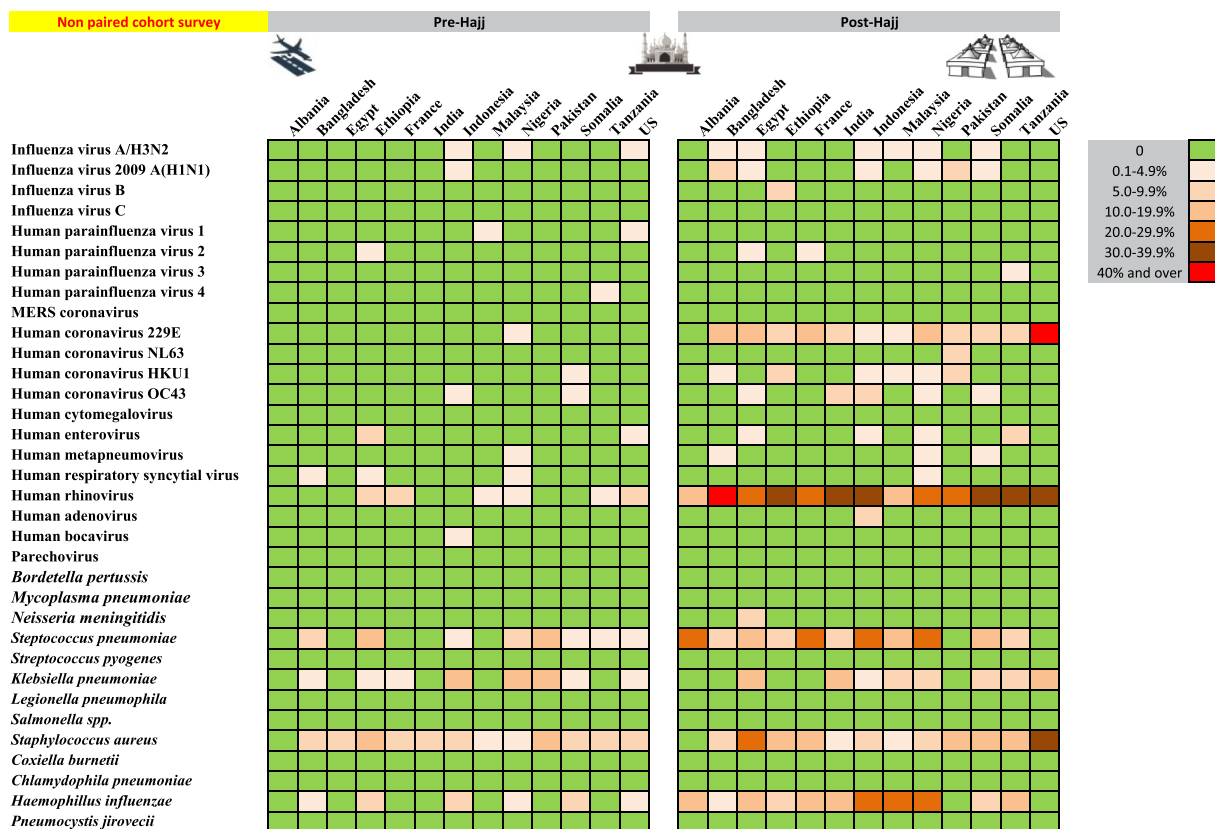 Non paired cohort survey
Pre-Hajj
Post-Hajj
Albania
Bangladesh
Egypt
Ethiopia
France
India
Indonesia
Malaysia
Nigeria
Pakistan
Somalia
Tanzania
US
Albania
Bangladesh
Egypt
Ethiopia
France
India
Indonesia
Malaysia
Nigeria
Pakistan
Somalia
Tanzania
US
Influenza virus A/H3N2
Influenza virus 2009 A(H1N1)
Influenza virus B
Influenza virus C
Human parainfluenza virus 1
Human parainfluenza virus 2
Human parainfluenza virus 3
Human parainfluenza virus 4
MERS coronavirus
Human coronavirus 229E
Human coronavirus NL63
Human coronavirus HKU1
Human coronavirus OC43
Human cytomegalovirus
Human enterovirus
Human metapneumovirus
Human respiratory syncytial virus
Human rhinovirus
Human adenovirus
Human bocavirus
Parechovirus
Bordetella pertussis
Mycoplasma pneumoniae
Neisseria meningitidis
Steptococcus pneumoniae
Streptococcus pyogenes
Klebsiella pneumoniae
Legionella pneumophila
Salmonella spp.
Staphylococcus aureus
Coxiella burnetii
Chlamydophila pneumoniae
Haemophillus influenzae
Pneumocystis jirovecii
0
0.1-4.9%
5.0-9.9%
10.0-19.9%
20.0-29.9%
30.0-39.9%
40% and over